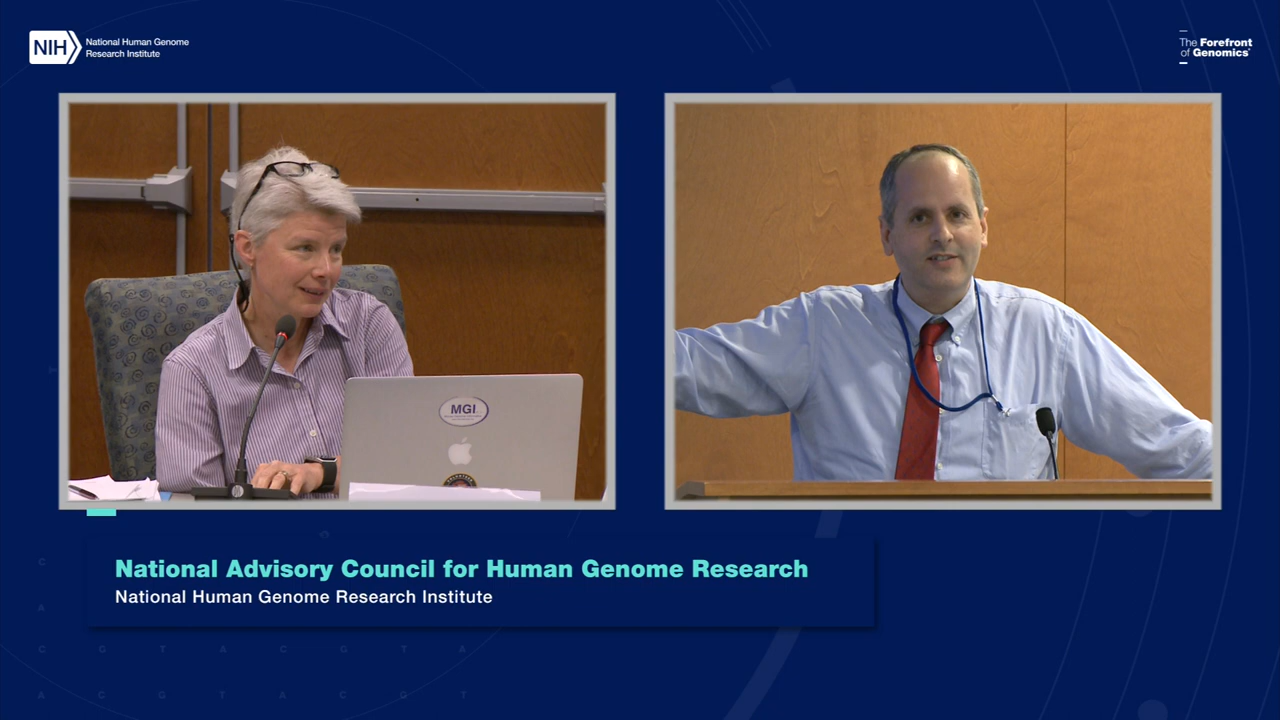 NIH
National Human Genome
Research Institute
The Forefront
of Genomics®
MGI
National Advisory Council for Human Genome Research
National Human Genome Research Institute
C
A
C G T A C G T A
A C G T A C G T